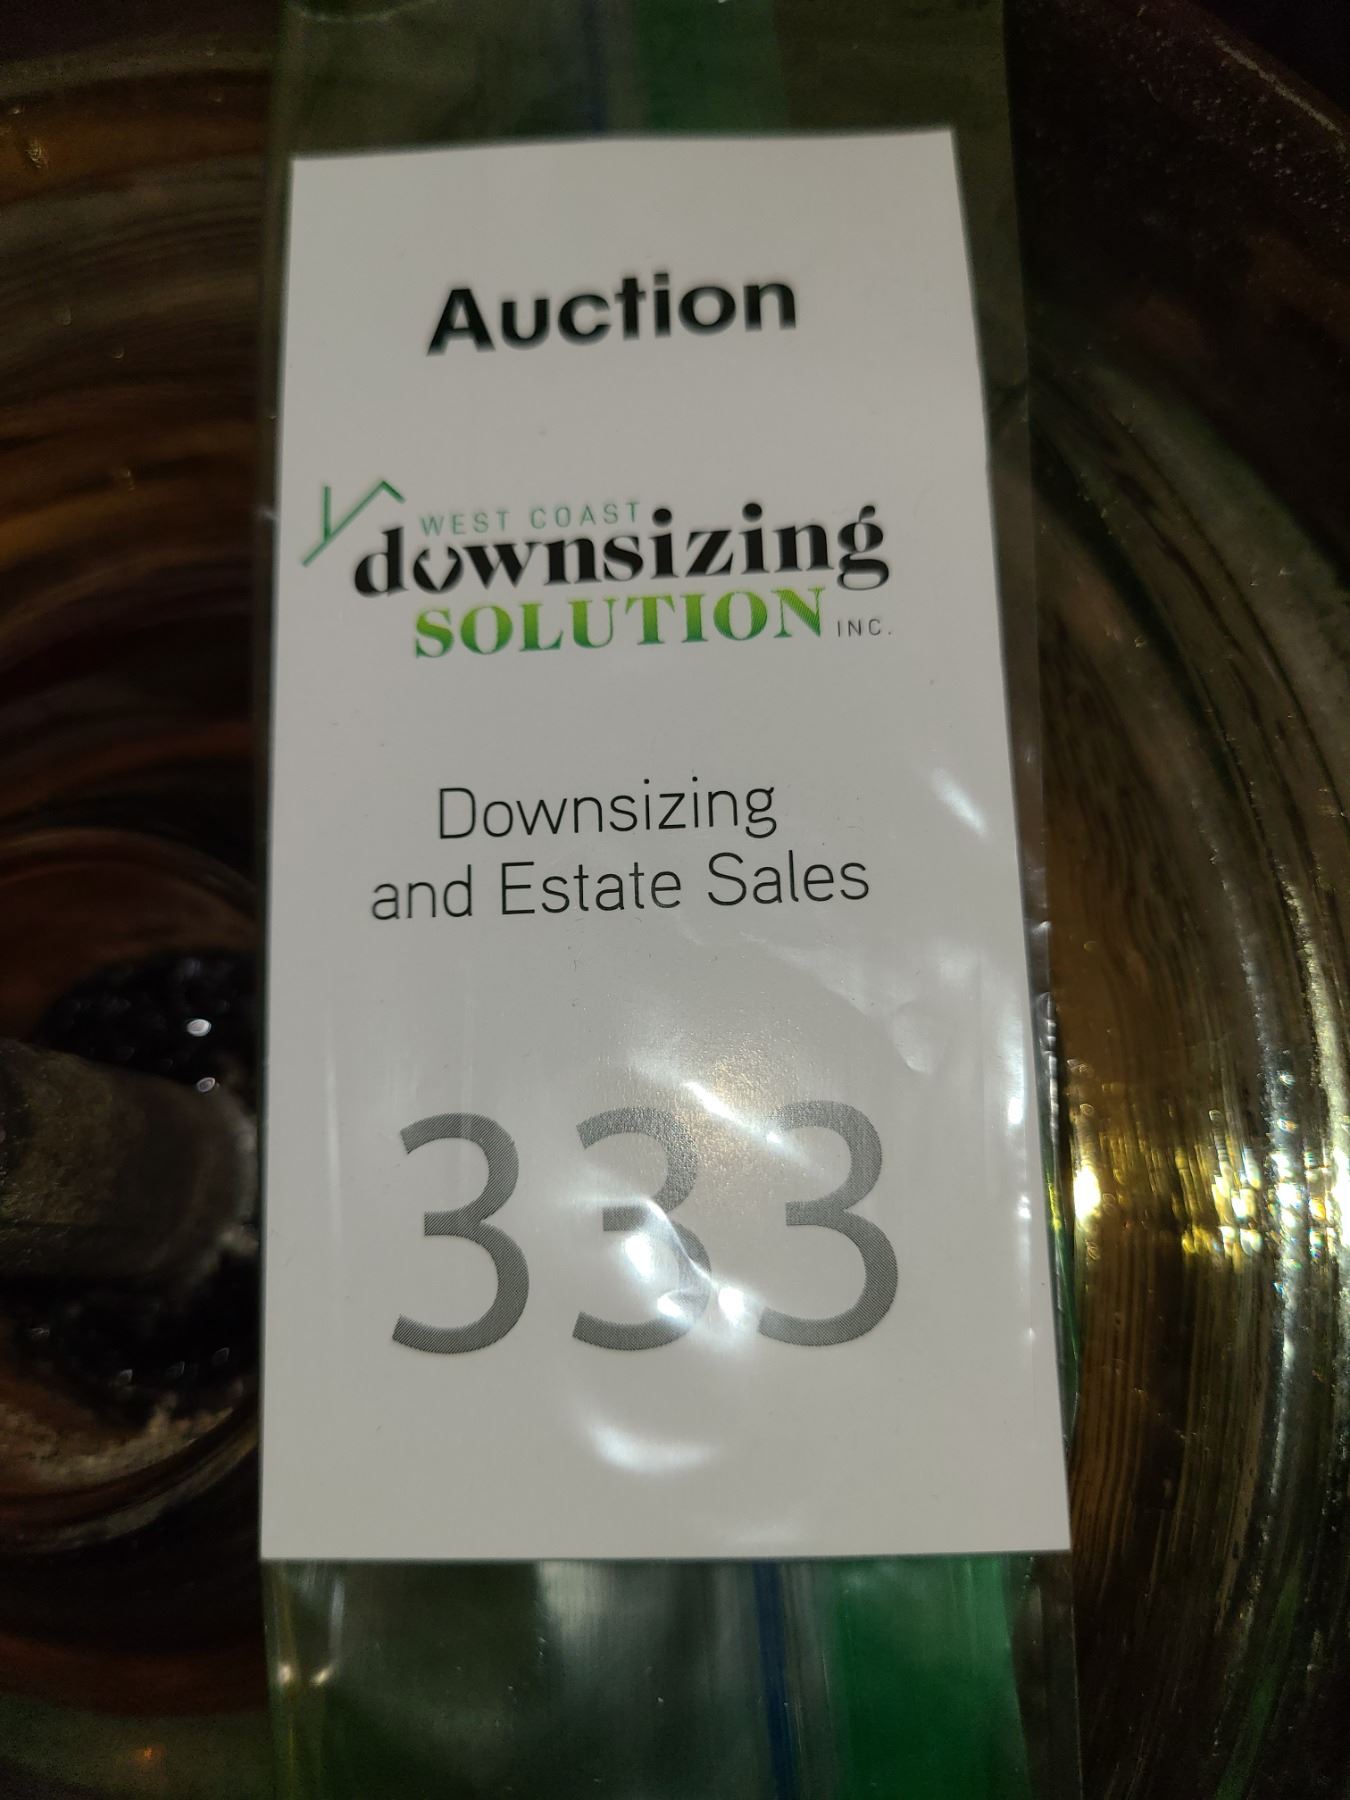 Auction
WEST COAST
downsizing
SOLUTION INC.
Downsizing
and Estate Sales
333